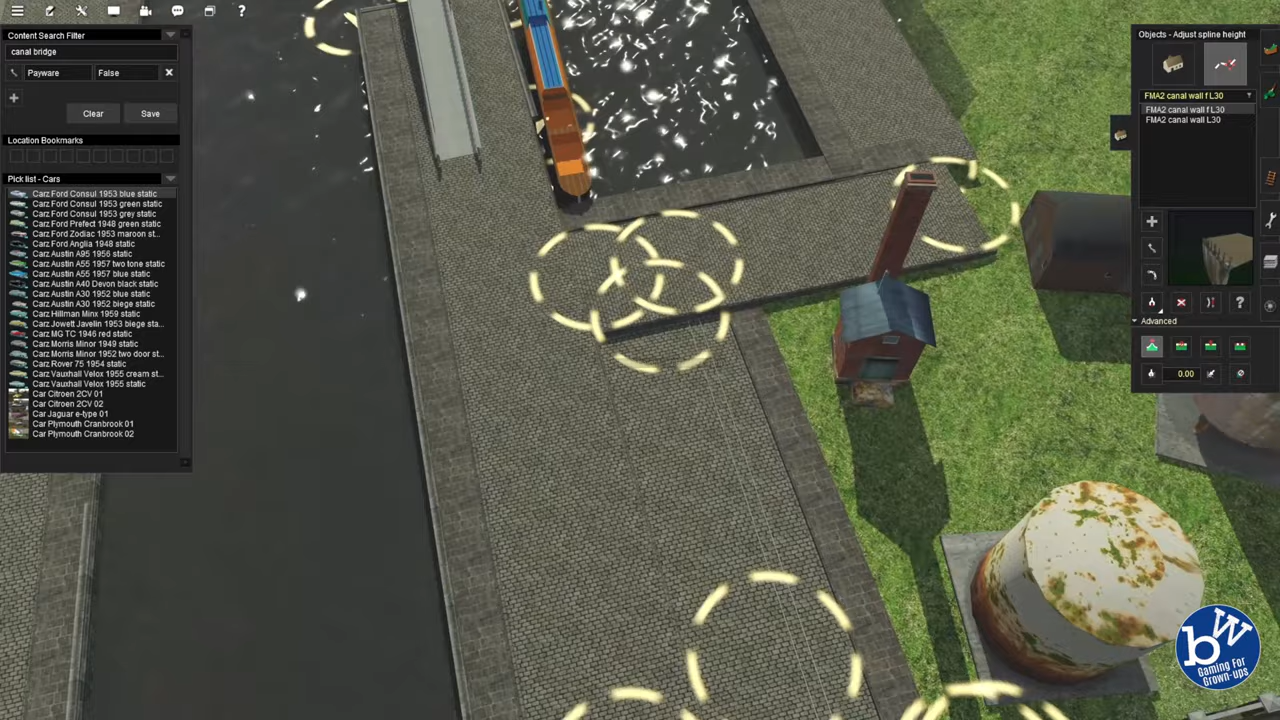 Content Search Filter
canal bridge
Payware False
Clear Save
Location Bookmarks
Pick list - Cars
Carz Ford Consul 1953 blue static
Carz Ford Consul 1953 green static
Carz Ford Consul 1953 grey static
Carz Ford Prefect 1948 green static
Carz Ford Zodiac 1953 maroon st...
Carz Ford Anglia 1948 static
Carz Austin A95 1956 static
Carz Austin A55 1957 two tone static
Carz Austin A55 1957 blue static
Carz Austin A40 Devon black static
Carz Austin A30 1952 blue static
Carz Austin A30 1952 biege static
Carz Hillman Minx 1959 static
Carz Jowett Javelin 1953 biege sta...
Carz MG TC 1946 red static
Carz Morris Minor 1949 static
Carz Morris Minor 1952 two door st...
Carz Rover 75 1954 static
Carz Vauxhall Velox 1955 cream st...
Carz Vauxhall Velox 1955 static
Car Citroen 2CV 01
Car Citroen 2CV 02
Car Jaguar e-type 01
Car Plymouth Cranbrook 01
Car Plymouth Cranbrook 02
Objects - Adjust spline height
FMA2 canal wall f L30
FMA2 canal wall f L30
FMA2 canal wall L30
Advanced
0.00
bW
Gaming For
Grown-ups